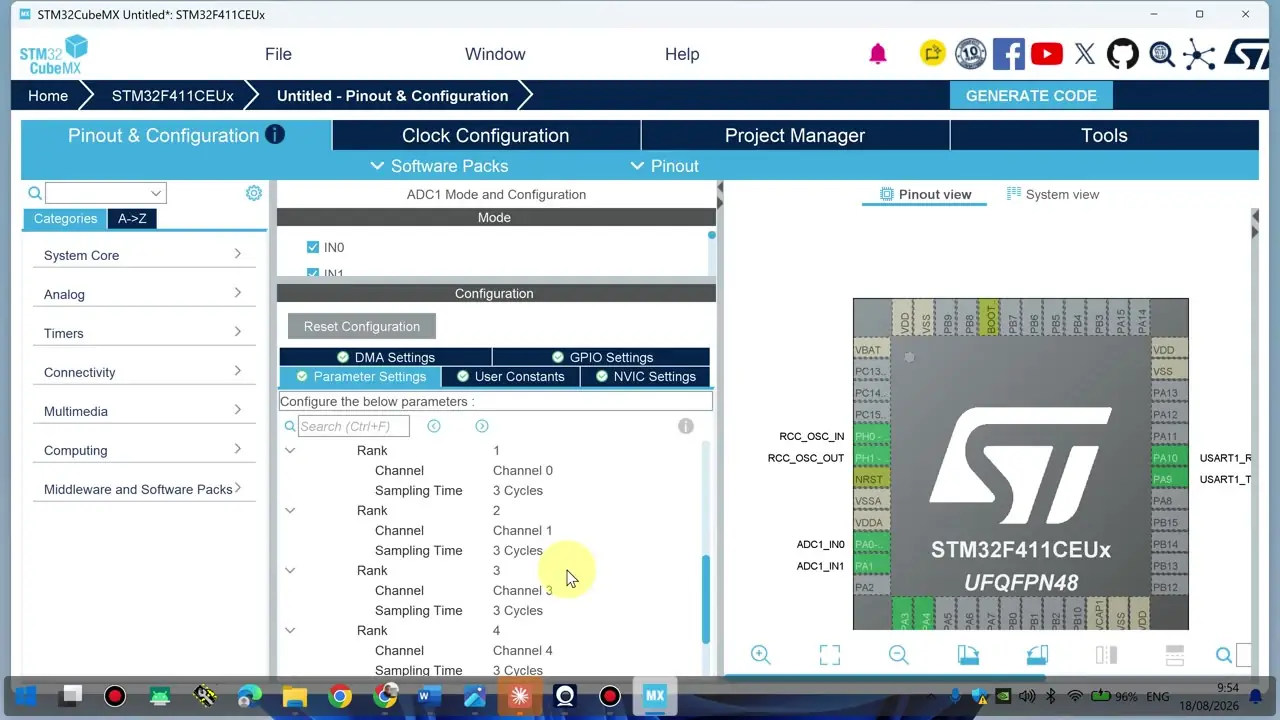 STM32CubeMX Untitled*: STM32F411CEUx
STM32
CubeMX
File
Window
Help
10
Home
STM32F411CEUx
Untitled - Pinout & Configuration
GENERATE CODE
Pinout & Configuration
Clock Configuration
Project Manager
Tools
Software Packs
Pinout
Categories
A->Z
System Core
Analog
Timers
Connectivity
Multimedia
Computing
Middleware and Software Packs
ADC1 Mode and Configuration
Mode
IN0
IN1
Configuration
Reset Configuration
DMA Settings
GPIO Settings
Parameter Settings
User Constants
NVIC Settings
Configure the below parameters :
Search (Ctrl+F)
Rank 1
Channel Channel 0
Sampling Time 3 Cycles
Rank 2
Channel Channel 1
Sampling Time 3 Cycles
Rank 3
Channel Channel 3
Sampling Time 3 Cycles
Rank 4
Channel Channel 4
Sampling Time 3 Cycles
Pinout view
System view
VDD VSS PB9 PB8 BOOT PB7 PB6 PB5 PB4 PB3 PA15 PA14
VBAT
PC13..
PC14..
PC15..
RCC_OSC_IN PH0 -
RCC_OSC_OUT PH1 -
NRST
VSSA
VDDA
ADC1_IN0 PA0-..
ADC1_IN1 PA1
PA2
VDD
VSS
PA13
PA12
PA11
PA10 USART1_R
PA9 USART1_T
PA8
PB15
PB14
PB13
PB12
STM32F411CEUx
UFQFPN48
PA3 PA4 PA5 PA6 PA7 PB0 PB1 PB2 PB10 VCAP1 VSS VDD
MX
96%
ENG
9:54
18/08/2026